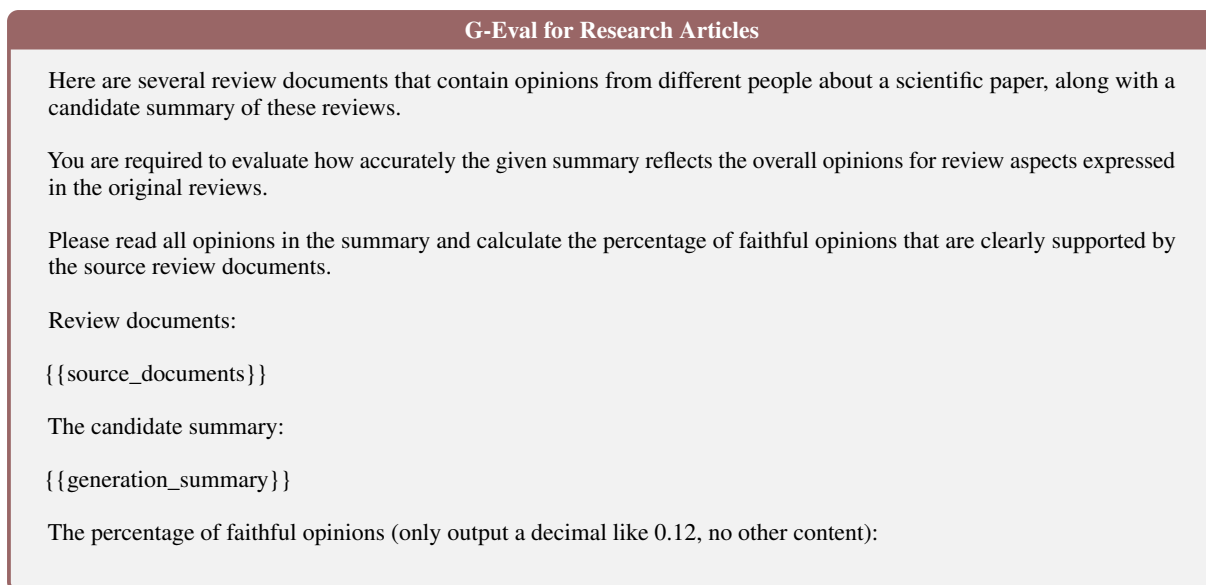 G-Eval for Research Articles
Here are several review documents that contain opinions from different people about a scientific paper, along with a
candidate summary of these reviews.
You are required to evaluate how accurately the given summary reflects the overall opinions for review aspects expressed
in the original reviews.
Please read all opinions in the summary and calculate the percentage of faithful opinions that are clearly supported by
the source review documents.
Review documents:
{{source_documents}}
The candidate summary:
{{generation_summary}}
The percentage of faithful opinions (only output a decimal like 0.12, no other content):